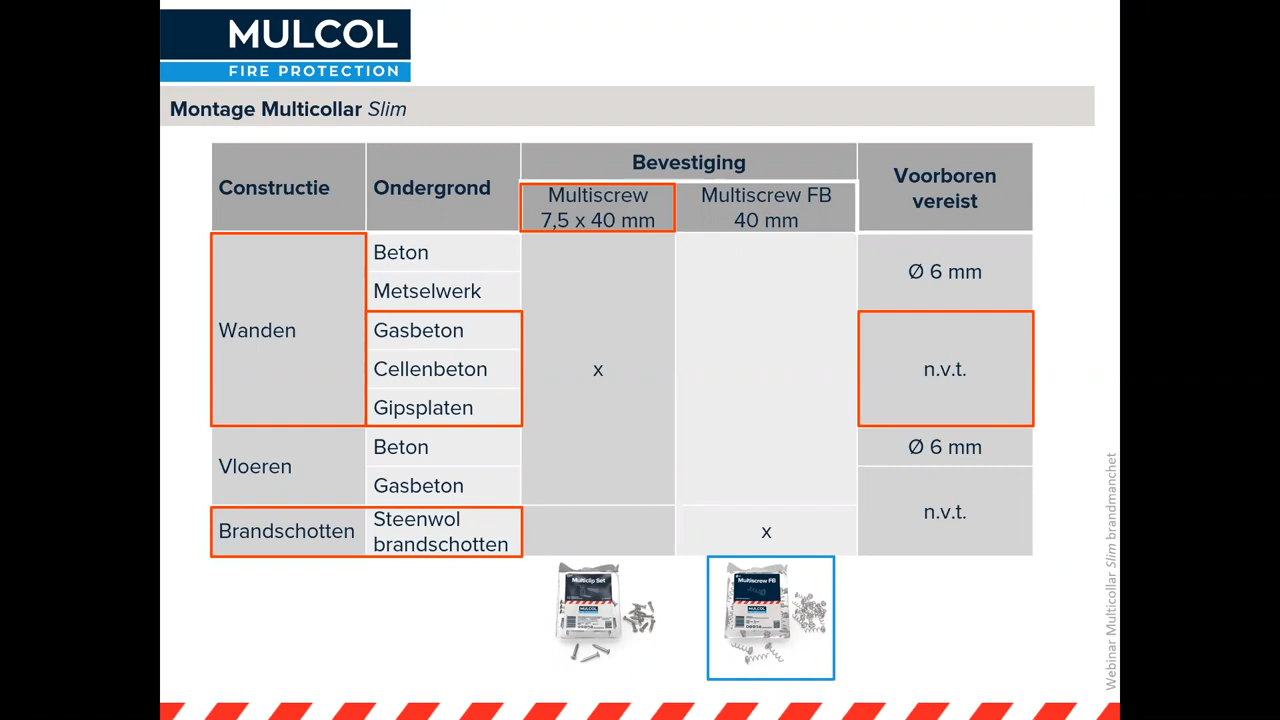 MULCOL
FIRE PROTECTION
Montage Multicollar Slim
Constructie
Ondergrond
Bevestiging
Voorboren
vereist
Multiscrew
7,5 x 40 mm
Multiscrew FB
40 mm
Wanden
Beton
Metselwerk
Gasbeton
Cellenbeton
Gipsplaten
x
Ø 6 mm
n.v.t.
Vloeren
Beton
Gasbeton
Ø 6 mm
n.v.t.
Brandschotten
Steenwol
brandschotten
x
Multiclip Set
MULCOL
Multiscrew FB
MULCOL
Webinar Multicollar Slim brandmanchet